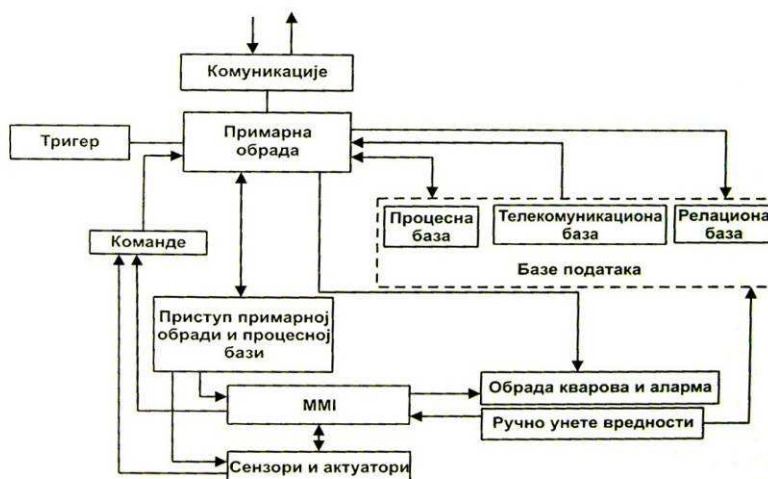 Комуникације
Тригер
Примарна
обрада
Команде
Процесна
база
Телекомуникациона
база
Релациона
база
Базе података
Приступ примарној
обради и процесној
бази
MMI
Обрада кварова и аларма
Ручно унете вредности
Сензори и актуатори